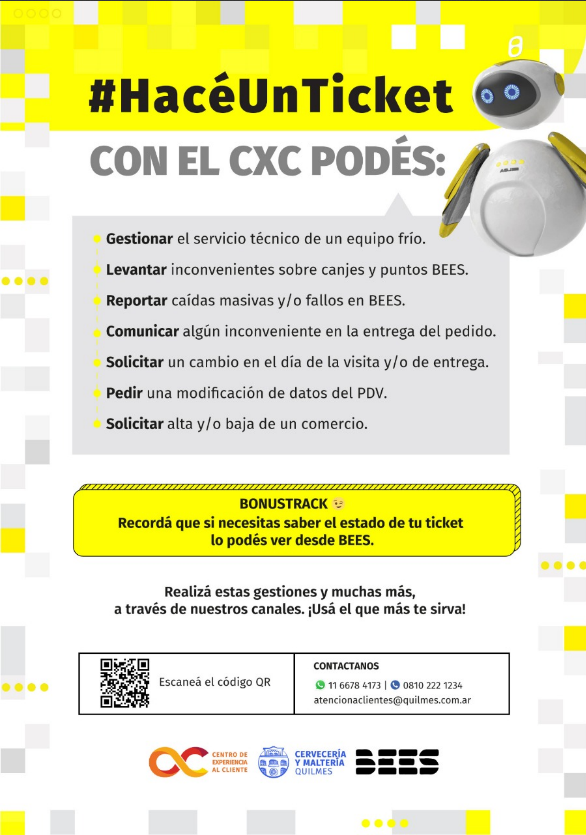 #HacéUnTicket
CON EL CXC PODÉS:
Gestionar el servicio técnico de un equipo frío.
Levantar inconvenientes sobre canjes y puntos BEES.
Reportar caídas masivas y/o fallos en BEES.
Comunicar algún inconveniente en la entrega del pedido.
Solicitar un cambio en el día de la visita y/o de entrega.
Pedir una modificación de datos del PDV.
Solicitar alta y/o baja de un comercio.
BONUSTRACK 😉
Recordá que si necesitas saber el estado de tu ticket
lo podés ver desde BEES.
Realizá estas gestiones y muchas más,
a través de nuestros canales. ¡Usá el que más te sirva!
Escaneá el código QR
CONTACTANOS
11 6678 4173 | 0810 222 1234
atencionaclientes@quilmes.com.ar
CENTRO DE
EXPERIENCIA
AL CLIENTE
CERVECERÍA
Y MALTERÍA
QUILMES
BEES